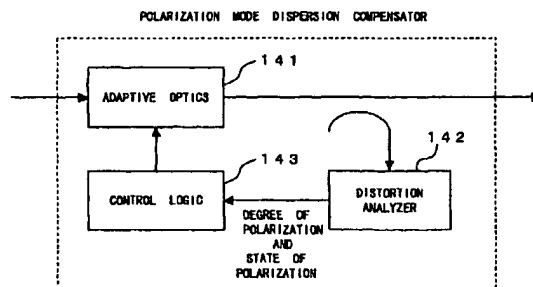 POLARIZATION MODE DISPERSION COMPENSATOR
141
ADAPTIVE OPTICS
142
143
CONTROL LOGIC
DISTORTION
ANALYZER
DEGREE OF
POLARIZATION
AND
STATE OF
POLARIZATION